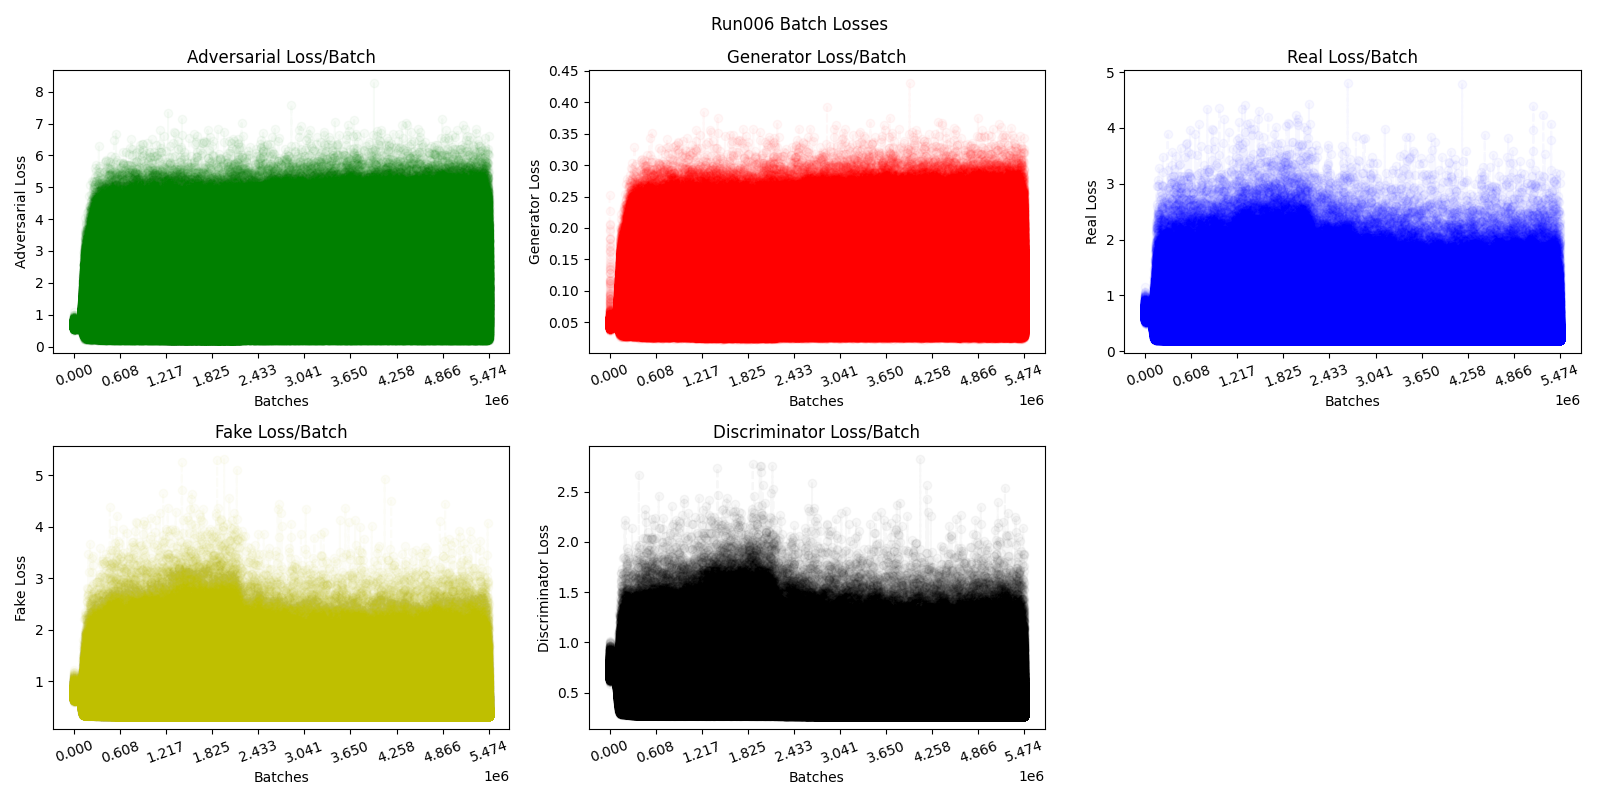 Run006 Batch Losses
Adversarial Loss/Batch
Adversarial Loss
8
7
6
5
4
3
2
1
0
0.000 0.608 1.217 1.825 2.433 3.041 3.650 4.258 4.866 5.474
Batches
1e6
Generator Loss/Batch
Generator Loss
0.45
0.40
0.35
0.30
0.25
0.20
0.15
0.10
0.05
0.000 0.608 1.217 1.825 2.433 3.041 3.650 4.258 4.866 5.474
Batches
1e6
Real Loss/Batch
Real Loss
5
4
3
2
1
0
0.000 0.608 1.217 1.825 2.433 3.041 3.650 4.258 4.866 5.474
Batches
1e6
Fake Loss/Batch
Fake Loss
5
4
3
2
1
0.000 0.608 1.217 1.825 2.433 3.041 3.650 4.258 4.866 5.474
Batches
1e6
Discriminator Loss/Batch
Discriminator Loss
2.5
2.0
1.5
1.0
0.5
0.000 0.608 1.217 1.825 2.433 3.041 3.650 4.258 4.866 5.474
Batches
1e6